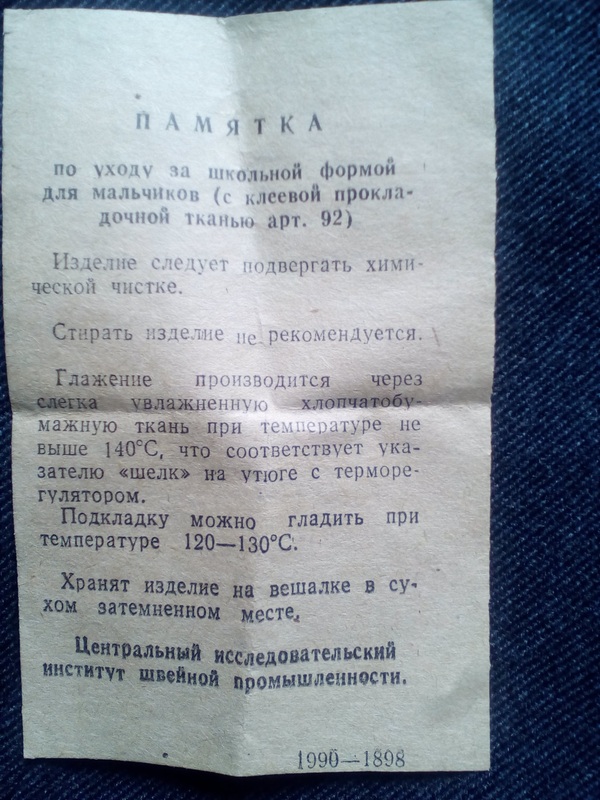 ПАМЯТКА
по уходу за школьной формой
для мальчиков (с клеевой прокла-
дочной тканью арт. 92)
Изделие следует подвергать хими-
ческой чистке.
Стирать изделие не рекомендуется.
Глажение производится через
слегка увлажненную хлопчатобу-
мажную ткань при температуре не
выше 140°С, что соответствует ука-
зателю «шелк» на утюге с терморе-
гулятором.
Подкладку можно гладить при
температуре 120—130°С.
Хранят изделие на вешалке в су-
хом затемненном месте.
Центральный исследовательский
институт швейной промышленности.
1990—1898